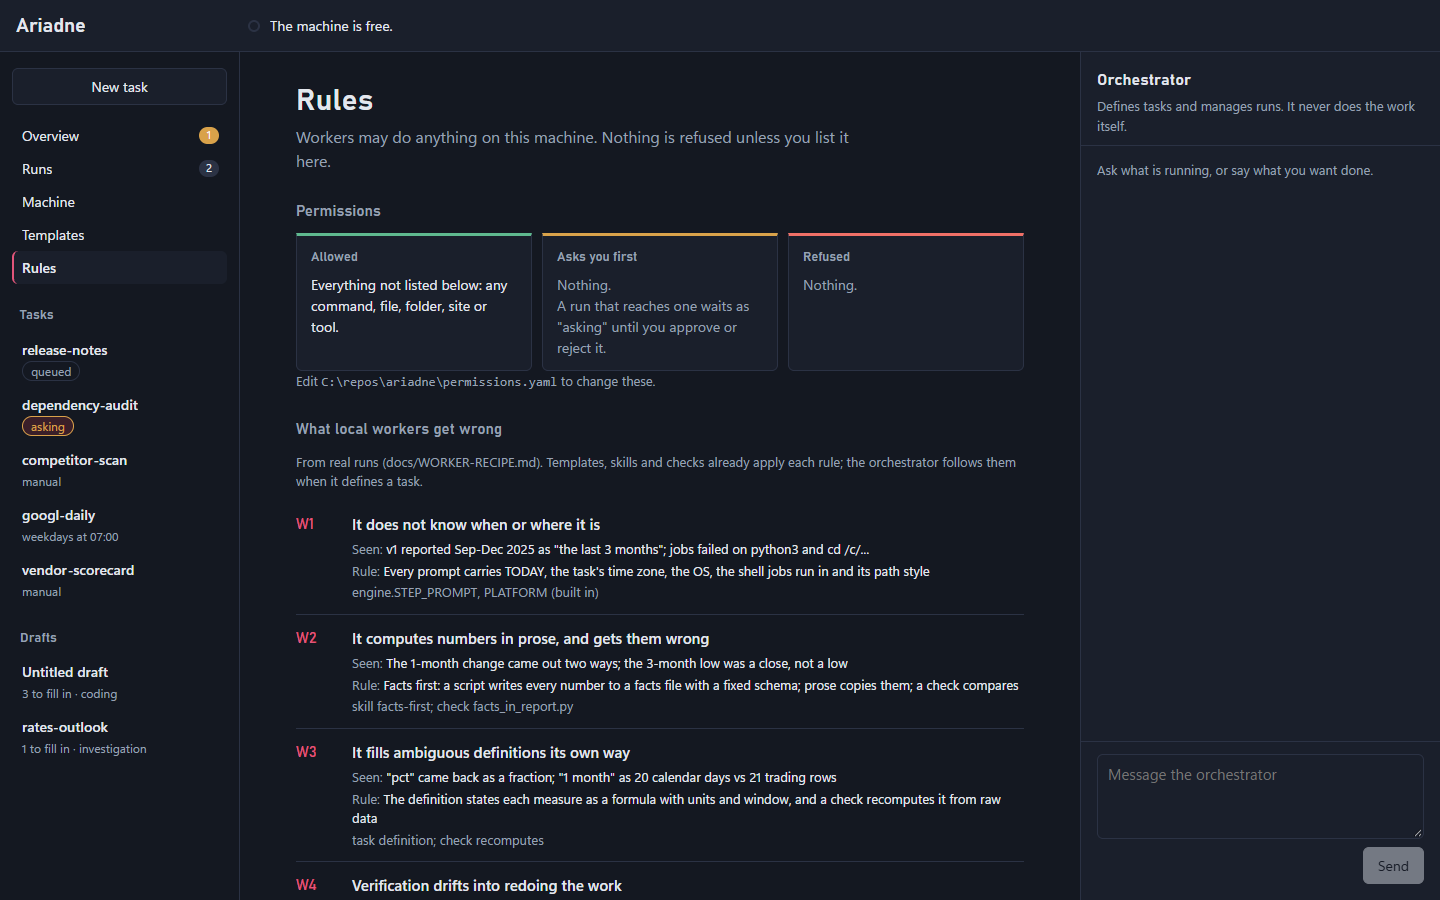 Ariadne
The machine is free.
New task
Overview
1
Runs
2
Machine
Templates
Rules
Tasks
release-notes
queued
dependency-audit
asking
competitor-scan
manual
googl-daily
weekdays at 07:00
vendor-scorecard
manual
Drafts
Untitled draft
3 to fill in · coding
rates-outlook
1 to fill in · investigation
Rules
Workers may do anything on this machine. Nothing is refused unless you list it
here.
Permissions
Allowed
Everything not listed below: any
command, file, folder, site or
tool.
Asks you first
Nothing.
A run that reaches one waits as
"asking" until you approve or
reject it.
Refused
Nothing.
Edit C:\repos\ariadne\permissions.yaml to change these.
What local workers get wrong
From real runs (docs/WORKER-RECIPE.md). Templates, skills and checks already apply each rule; the orchestrator follows them
when it defines a task.
W1
It does not know when or where it is
Seen: v1 reported Sep-Dec 2025 as "the last 3 months"; jobs failed on python3 and cd /c/...
Rule: Every prompt carries TODAY, the task's time zone, the OS, the shell jobs run in and its path style
engine.STEP_PROMPT, PLATFORM (built in)
W2
It computes numbers in prose, and gets them wrong
Seen: The 1-month change came out two ways; the 3-month low was a close, not a low
Rule: Facts first: a script writes every number to a facts file with a fixed schema; prose copies them; a check compares
skill facts-first; check facts_in_report.py
W3
It fills ambiguous definitions its own way
Seen: "pct" came back as a fraction; "1 month" as 20 calendar days vs 21 trading rows
Rule: The definition states each measure as a formula with units and window, and a check recomputes it from raw
data
task definition; check recomputes
W4
Verification drifts into redoing the work
Orchestrator
Defines tasks and manages runs. It never does the work
itself.
Ask what is running, or say what you want done.
Message the orchestrator
Send